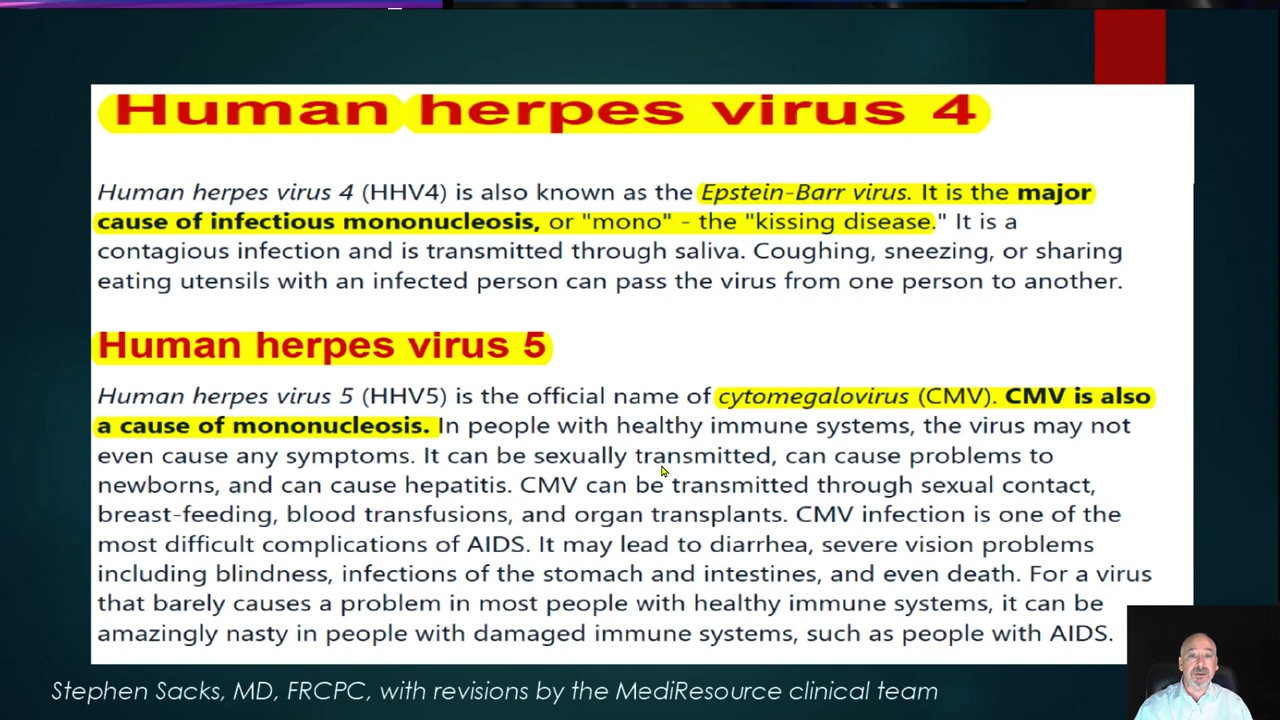 Human herpes virus 4
Human herpes virus 4 (HHV4) is also known as the Epstein-Barr virus. It is the major
cause of infectious mononucleosis, or "mono" - the "kissing disease." It is a
contagious infection and is transmitted through saliva. Coughing, sneezing, or sharing
eating utensils with an infected person can pass the virus from one person to another.
Human herpes virus 5
Human herpes virus 5 (HHV5) is the official name of cytomegalovirus (CMV). CMV is also
a cause of mononucleosis. In people with healthy immune systems, the virus may not
even cause any symptoms. It can be sexually transmitted, can cause problems to
newborns, and can cause hepatitis. CMV can be transmitted through sexual contact,
breast-feeding, blood transfusions, and organ transplants. CMV infection is one of the
most difficult complications of AIDS. It may lead to diarrhea, severe vision problems
including blindness, infections of the stomach and intestines, and even death. For a virus
that barely causes a problem in most people with healthy immune systems, it can be
amazingly nasty in people with damaged immune systems, such as people with AIDS.
Stephen Sacks, MD, FRCPC, with revisions by the MediResource clinical team